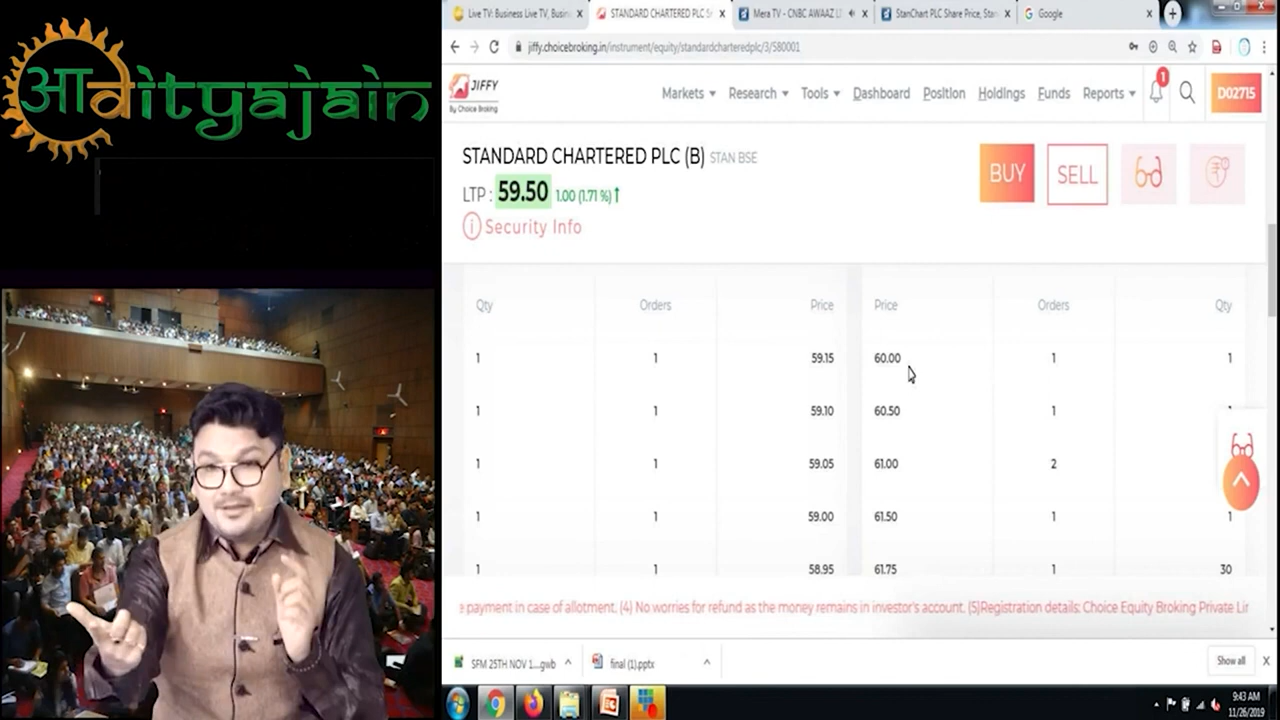 आdityajain
Live TV: Business Live TV, Busin
STANDARD CHARTERED PLC S
Mera TV - CNBC AWAAZ L
StanChart PLC Share Price, Stan
Google
jiffy.choicebroking.in/instrument/equity/standardcharteredplc/3/580001
JIFFY
By Choice Broking
Markets
Research
Tools
Dashboard
Position
Holdings
Funds
Reports
1
D02715
STANDARD CHARTERED PLC (B) STAN BSE
LTP : 59.50 1.00 (1.71 %)↑
BUY
SELL
Security Info
Qty Orders Price Price Orders Qty
1 1 59.15 60.00 1 1
1 1 59.10 60.50 1
1 1 59.05 61.00 2
1 1 59.00 61.50 1 1
1 1 58.95 61.75 1 30
e payment in case of allotment. (4) No worries for refund as the money remains in investor's account. (5)Registration details: Choice Equity Broking Private Lir
SFM 25TH NOV 1....gwb
final (1).pptx
Show all
9:43 AM
11/26/2019